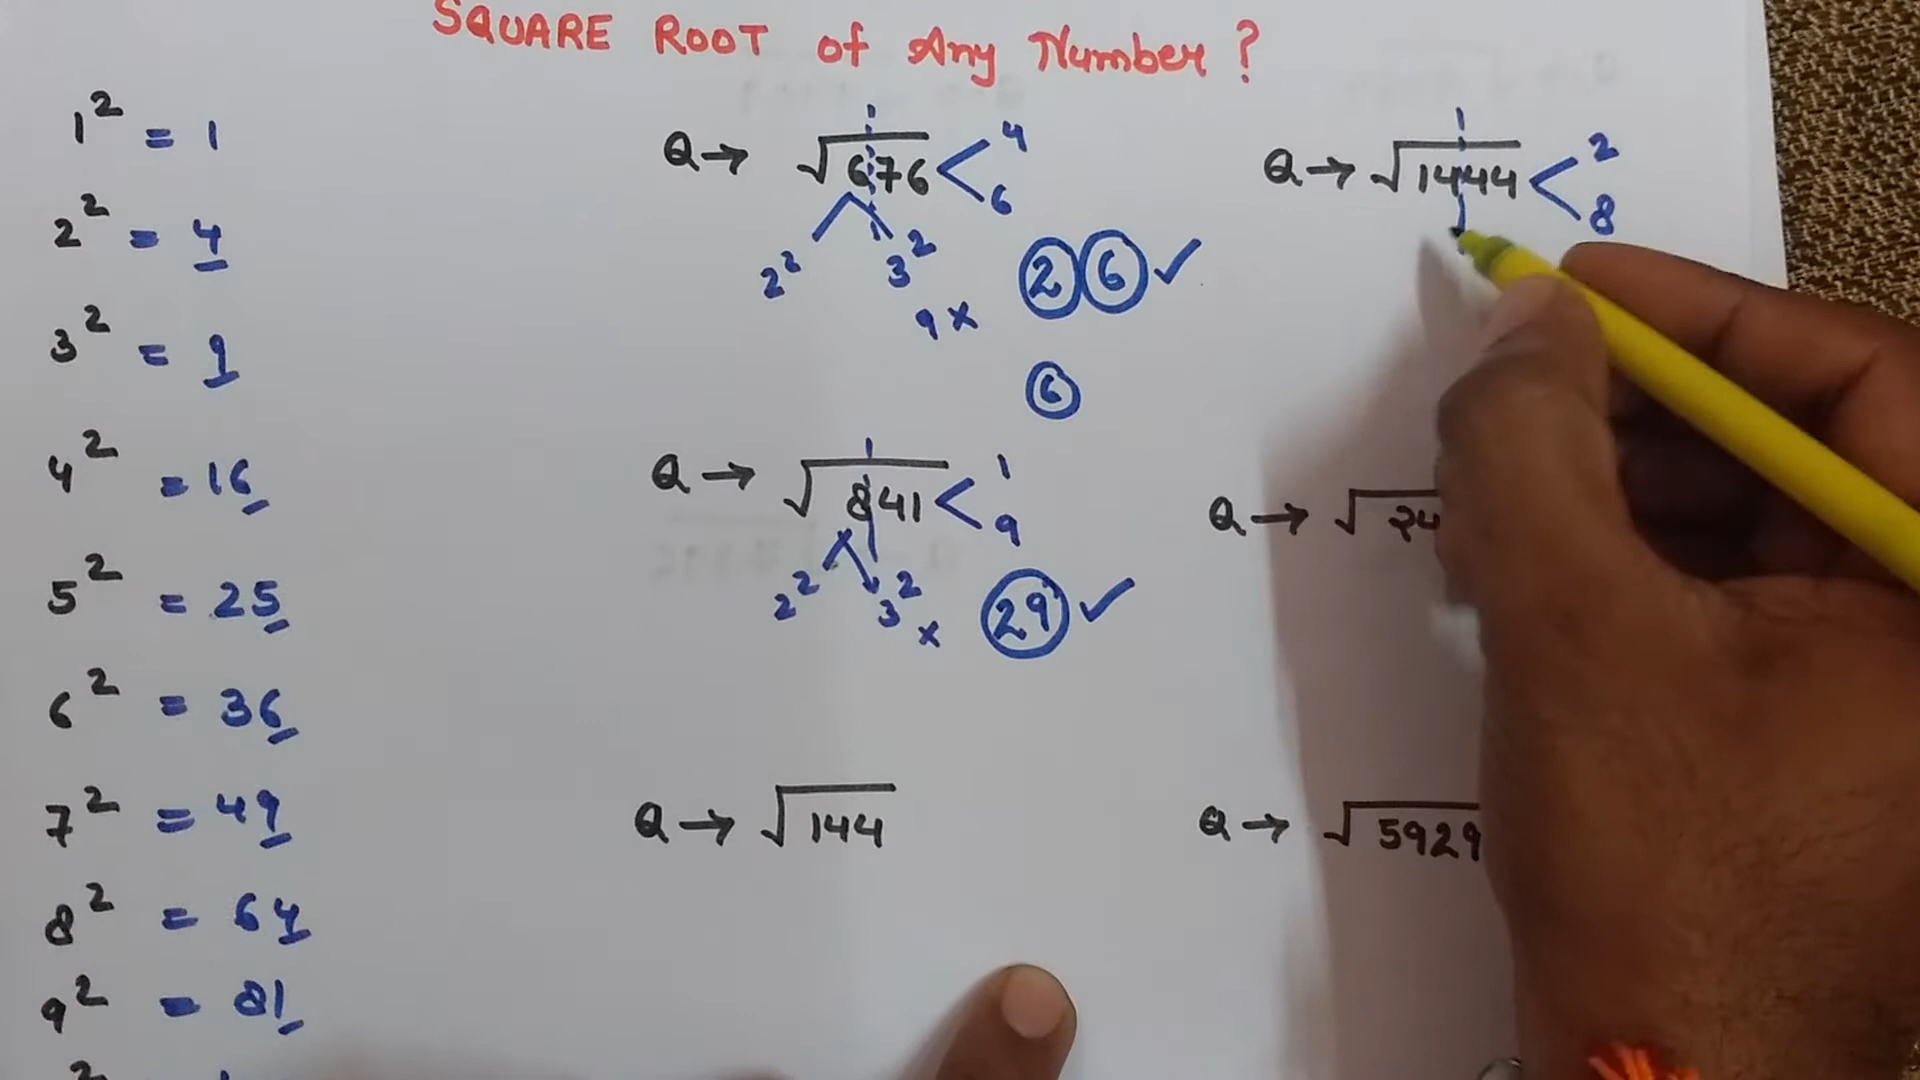 SQUARE ROOT of Any Number ?
1² = 1
2² = 4
3² = 9
4² = 16
5² = 25
6² = 36
7² = 49
8² = 64
9² = 81
Q → √676 < 4 6
2² 3²
9 ×
2 6 ✓
6
Q → √841 < 1 9
2² 3² ×
29 ✓
Q → √144
Q → √1444 < 2 8
Q → √24
Q → √5929